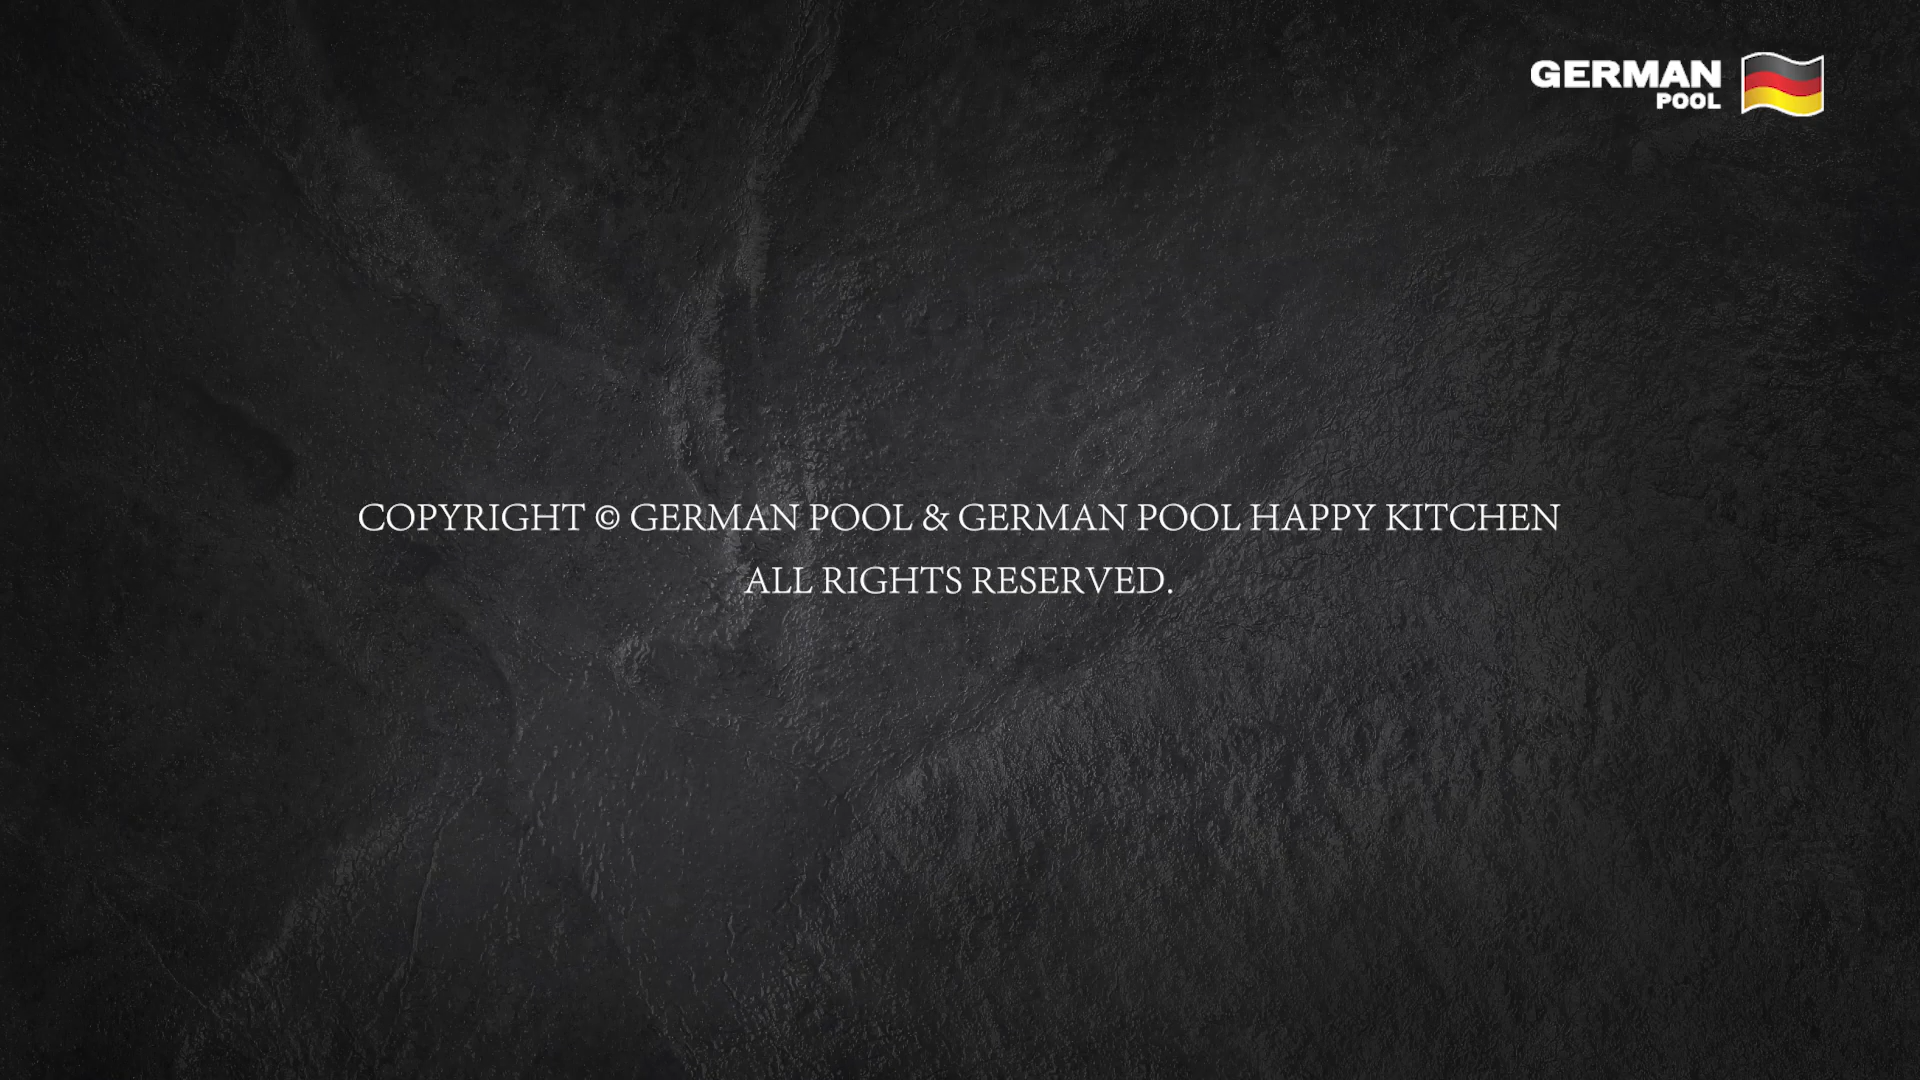 GERMAN
POOL
COPYRIGHT © GERMAN POOL & GERMAN POOL HAPPY KITCHEN
ALL RIGHTS RESERVED.